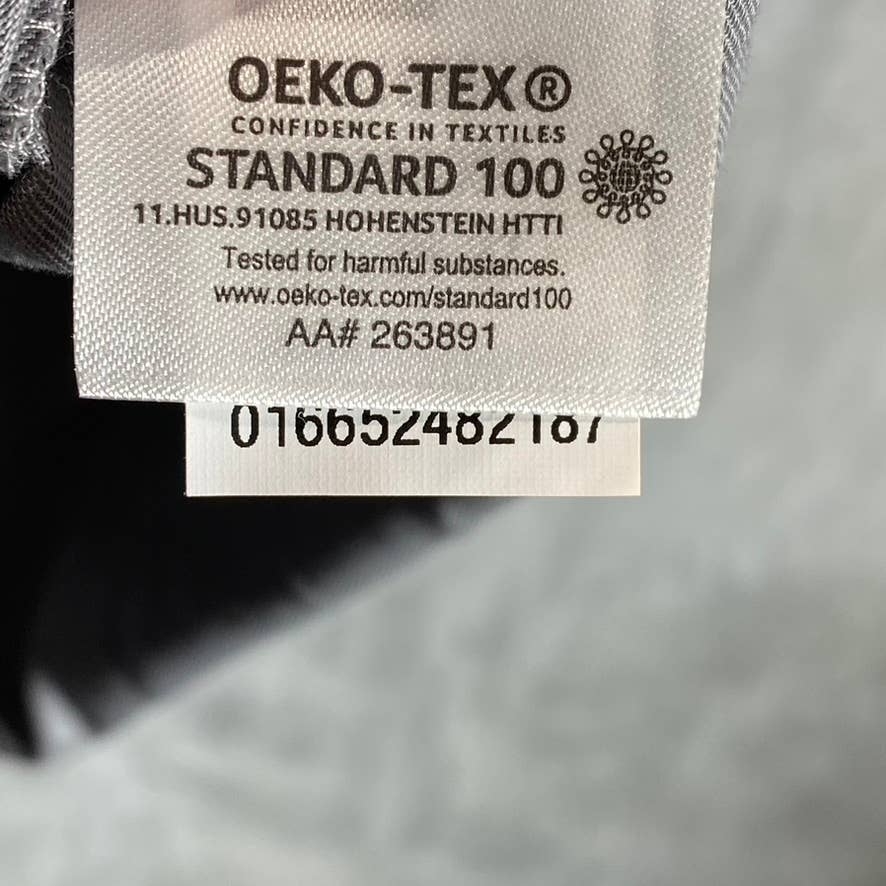 OEKO-TEX®
CONFIDENCE IN TEXTILES
STANDARD 100
11.HUS.91085 HOHENSTEIN HTTI
Tested for harmful substances.
www.oeko-tex.com/standard100
AA# 263891
016652482187